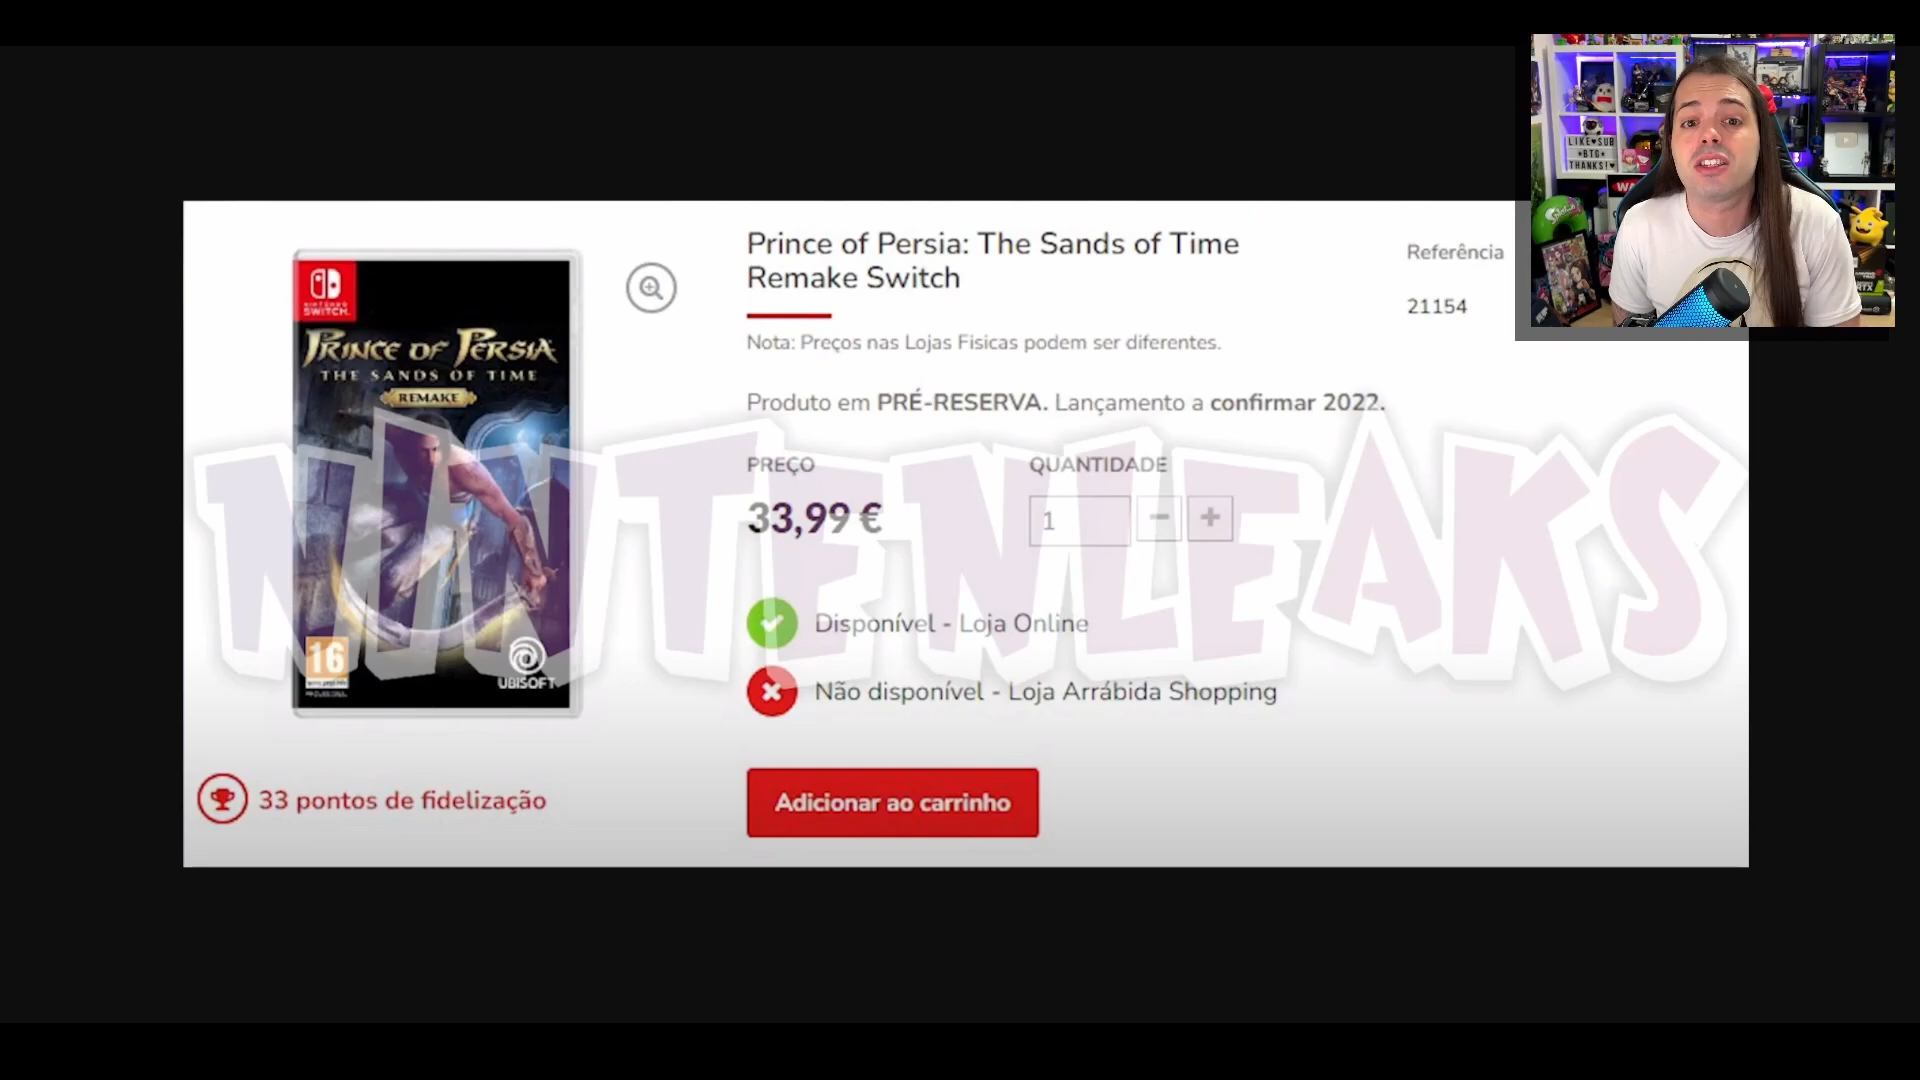 Prince of Persia: The Sands of Time
Remake Switch
Referência
21154
Nota: Preços nas Lojas Fisicas podem ser diferentes.
Produto em PRÉ-RESERVA. Lançamento a confirmar 2022.
PREÇO
QUANTIDADE
33,99 €
1
Disponível - Loja Online
Não disponível - Loja Arrábida Shopping
33 pontos de fidelização
Adicionar ao carrinho
NINTENDO
SWITCH
PRINCE OF PERSIA
THE SANDS OF TIME
REMAKE
16
UBISOFT
NINTENLEAKS
LIKE♥SUB
★BTG★
THANKS!♥